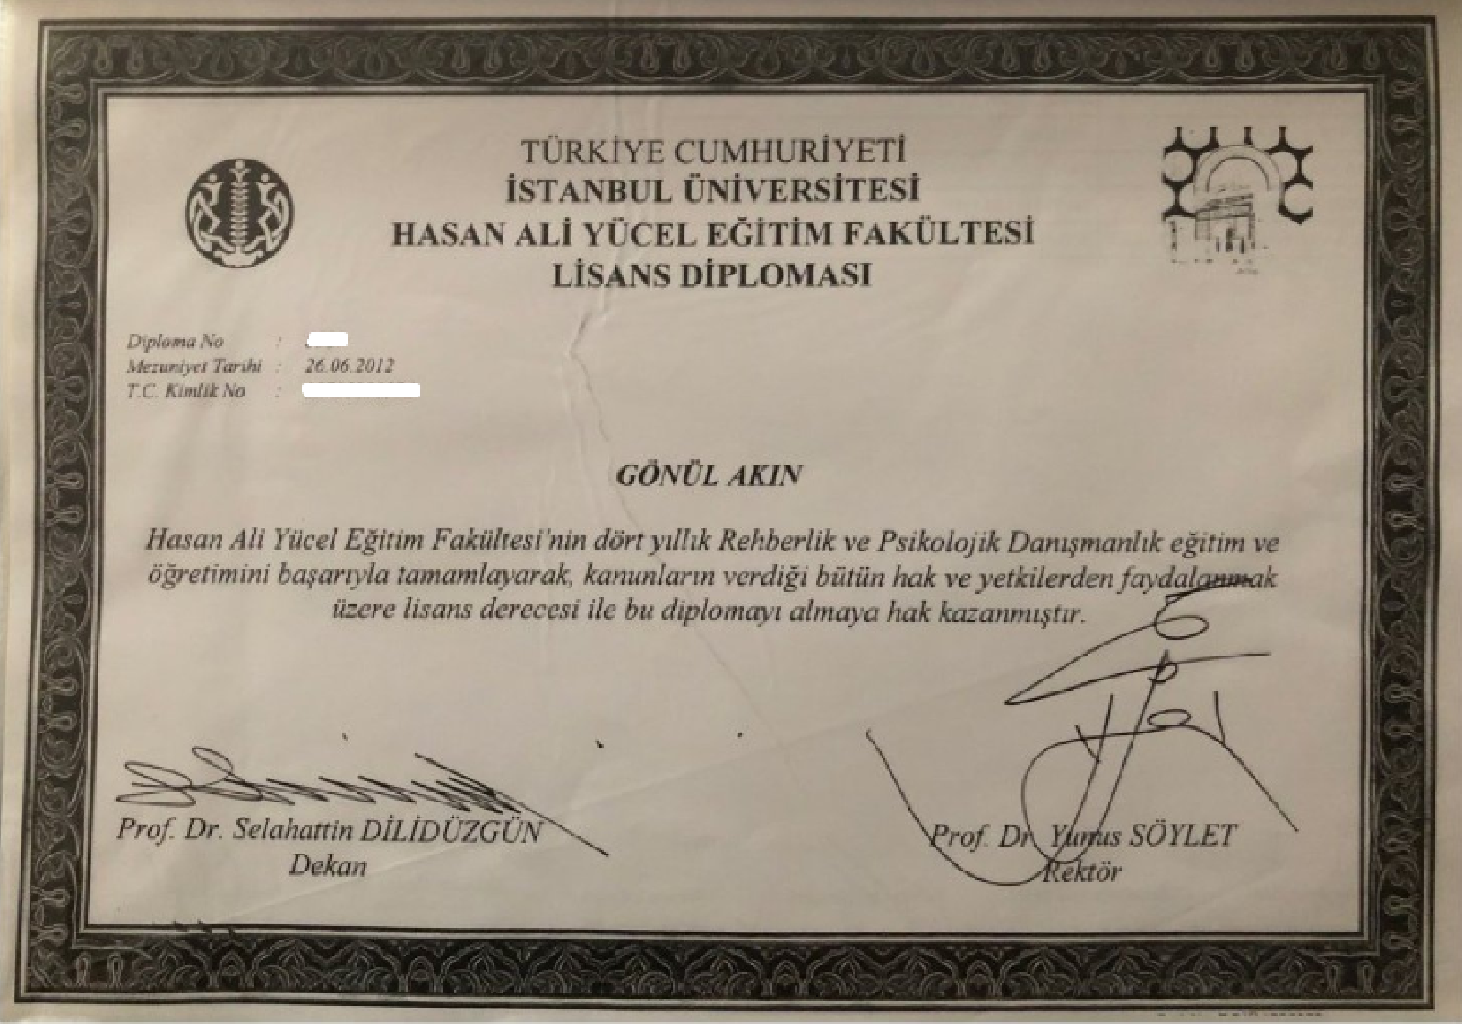 TÜRKİYE CUMHURİYETİ
İSTANBUL ÜNİVERSİTESİ
HASAN ALİ YÜCEL EĞİTİM FAKÜLTESİ
LİSANS DİPLOMASI
Diploma No :
Mezuniyet Tarihi : 26.06.2012
T.C. Kimlik No :
GÖNÜL AKIN
Hasan Ali Yücel Eğitim Fakültesi'nin dört yıllık Rehberlik ve Psikolojik Danışmanlık eğitim ve
öğretimini başarıyla tamamlayarak, kanunların verdiği bütün hak ve yetkilerden faydalanmak
üzere lisans derecesi ile bu diplomayı almaya hak kazanmıştır.
Prof. Dr. Selahattin DİLİDÜZGÜN
Dekan
Prof. Dr. Yunus SÖYLET
Rektör